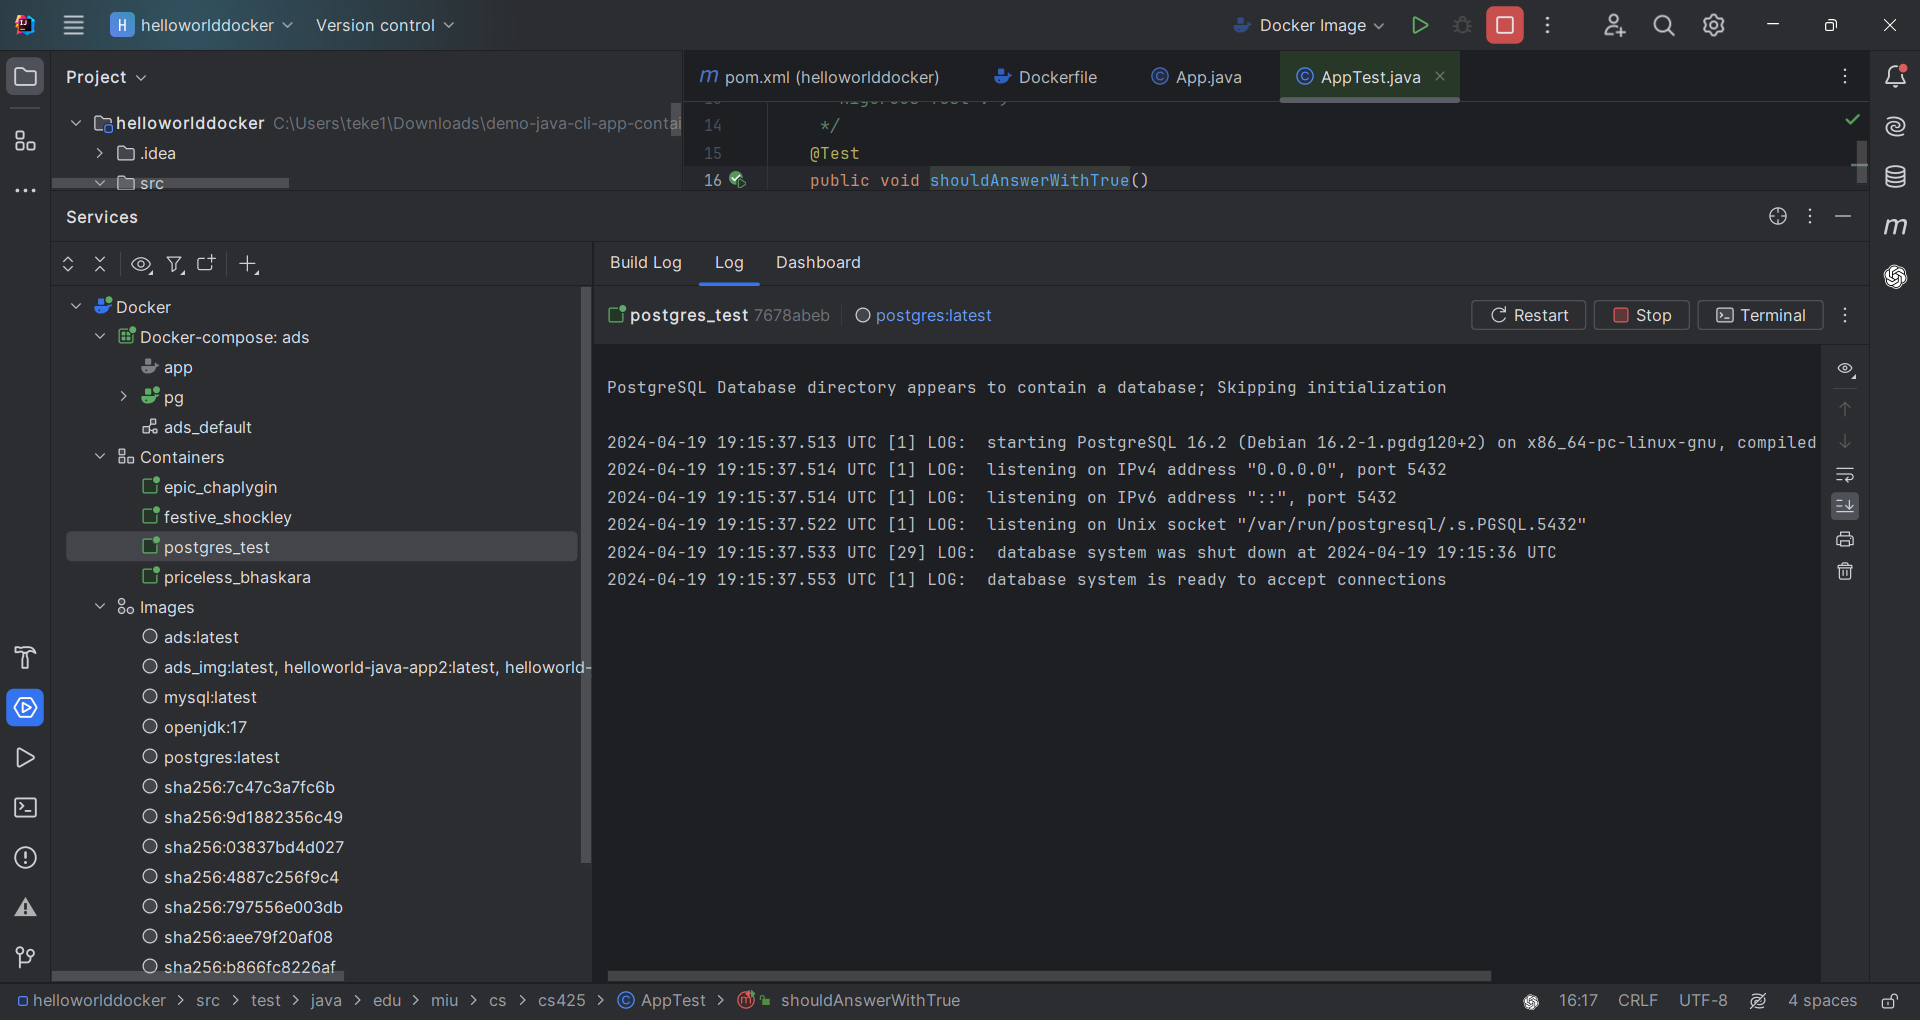 H helloworlddocker Version control Docker Image
Project
pom.xml (helloworlddocker) Dockerfile App.java AppTest.java
helloworlddocker C:\Users\teke1\Downloads\demo-java-cli-app-contai
.idea
src
14 */
15 @Test
16 public void shouldAnswerWithTrue()
Services
Build Log Log Dashboard
Docker
Docker-compose: ads
app
pg
ads_default
Containers
epic_chaplygin
festive_shockley
postgres_test
priceless_bhaskara
Images
ads:latest
ads_img:latest, helloworld-java-app2:latest, helloworld-
mysql:latest
openjdk:17
postgres:latest
sha256:7c47c3a7fc6b
sha256:9d1882356c49
sha256:03837bd4d027
sha256:4887c256f9c4
sha256:797556e003db
sha256:aee79f20af08
sha256:b866fc8226af
postgres_test 7678abeb postgres:latest Restart Stop Terminal
PostgreSQL Database directory appears to contain a database; Skipping initialization
2024-04-19 19:15:37.513 UTC [1] LOG:  starting PostgreSQL 16.2 (Debian 16.2-1.pgdg120+2) on x86_64-pc-linux-gnu, compiled
2024-04-19 19:15:37.514 UTC [1] LOG:  listening on IPv4 address "0.0.0.0", port 5432
2024-04-19 19:15:37.514 UTC [1] LOG:  listening on IPv6 address "::", port 5432
2024-04-19 19:15:37.522 UTC [1] LOG:  listening on Unix socket "/var/run/postgresql/.s.PGSQL.5432"
2024-04-19 19:15:37.533 UTC [29] LOG:  database system was shut down at 2024-04-19 19:15:36 UTC
2024-04-19 19:15:37.553 UTC [1] LOG:  database system is ready to accept connections
helloworlddocker > src > test > java > edu > miu > cs > cs425 > AppTest > shouldAnswerWithTrue 16:17 CRLF UTF-8 4 spaces